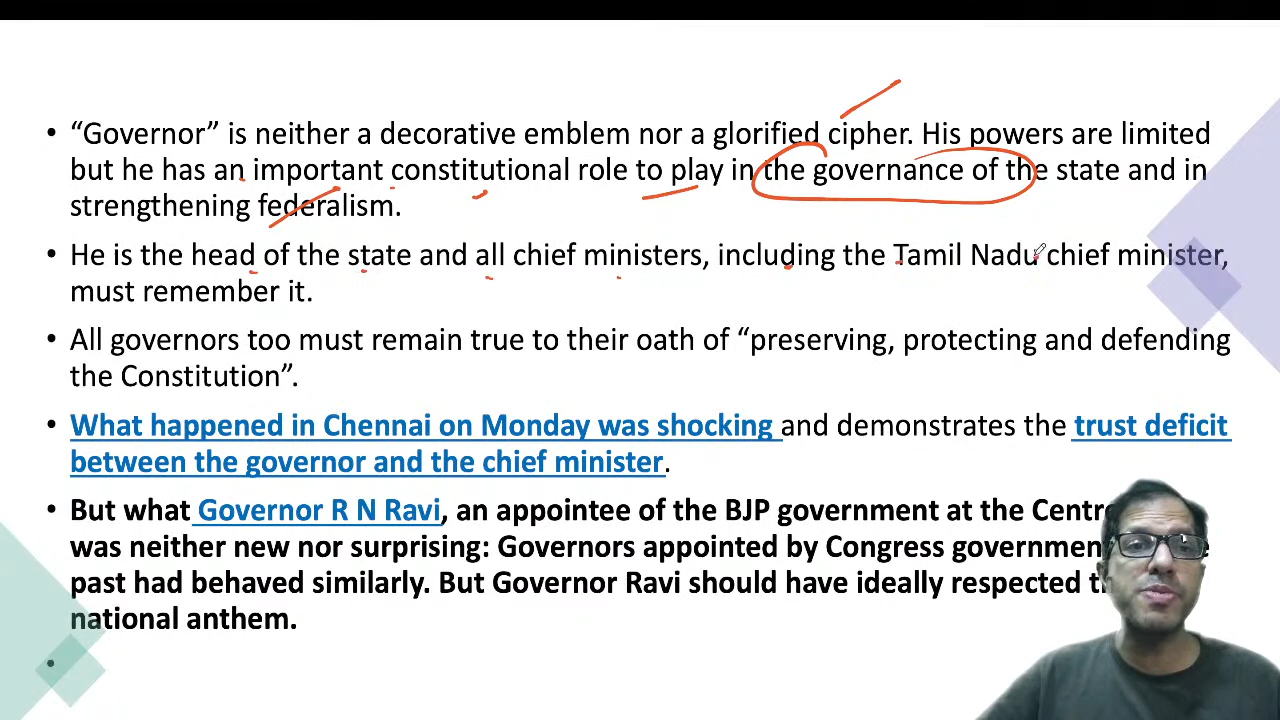 • “Governor” is neither a decorative emblem nor a glorified cipher. His powers are limited
but he has an important constitutional role to play in the governance of the state and in
strengthening federalism.
• He is the head of the state and all chief ministers, including the Tamil Nadu chief minister,
must remember it.
• All governors too must remain true to their oath of “preserving, protecting and defending
the Constitution”.
• What happened in Chennai on Monday was shocking and demonstrates the trust deficit
between the governor and the chief minister.
• But what Governor R N Ravi, an appointee of the BJP government at the
was neither new nor surprising: Governors appointed by Congress
past had behaved similarly. But Governor Ravi should have ideally respected
national anthem.
•